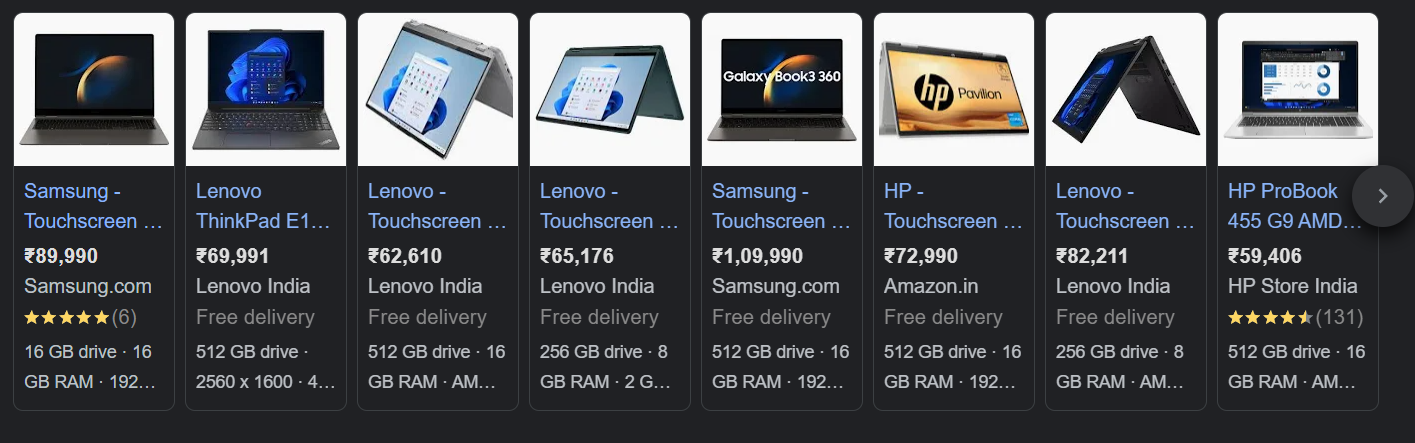 Samsung -
Touchscreen ...
₹89,990
Samsung.com
(6)
16 GB drive · 16
GB RAM · 192...
Lenovo
ThinkPad E1...
₹69,991
Lenovo India
Free delivery
512 GB drive ·
2560 x 1600 · 4...
Lenovo -
Touchscreen ...
₹62,610
Lenovo India
Free delivery
512 GB drive · 16
GB RAM · AM...
Lenovo -
Touchscreen ...
₹65,176
Lenovo India
Free delivery
256 GB drive · 8
GB RAM · 2 G...
Galaxy Book3 360
Samsung -
Touchscreen ...
₹1,09,990
Samsung.com
Free delivery
512 GB drive · 16
GB RAM · 192...
hp Pavilion
HP -
Touchscreen ...
₹72,990
Amazon.in
Free delivery
512 GB drive · 16
GB RAM · 192...
Lenovo -
Touchscreen ...
₹82,211
Lenovo India
Free delivery
256 GB drive · 8
GB RAM · AM...
HP ProBook
455 G9 AMD...
₹59,406
HP Store India
(131)
512 GB drive · 16
GB RAM · AM...